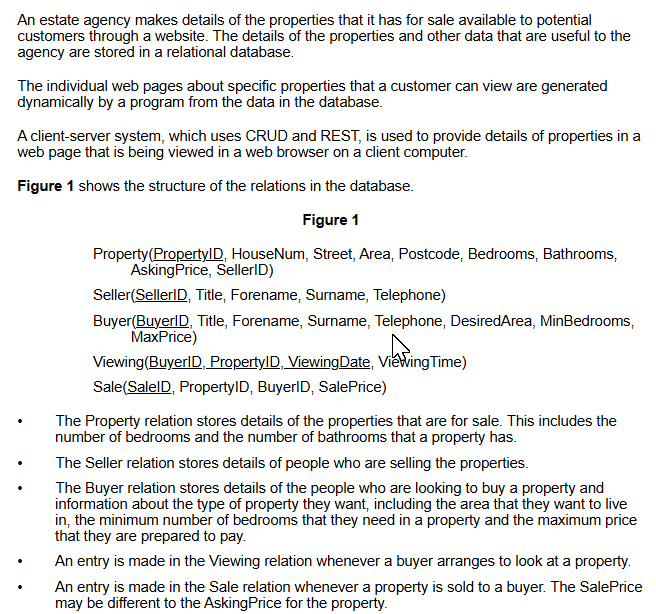 An estate agency makes details of the properties that it has for sale available to potential
customers through a website. The details of the properties and other data that are useful to the
agency are stored in a relational database.
The individual web pages about specific properties that a customer can view are generated
dynamically by a program from the data in the database.
A client-server system, which uses CRUD and REST, is used to provide details of properties in a
web page that is being viewed in a web browser on a client computer.
Figure 1 shows the structure of the relations in the database.
Figure 1
Property(PropertyID, HouseNum, Street, Area, Postcode, Bedrooms, Bathrooms,
AskingPrice, SellerID)
Seller(SellerID, Title, Forename, Surname, Telephone)
Buyer(BuyerID, Title, Forename, Surname, Telephone, DesiredArea, MinBedrooms,
MaxPrice)
Viewing(BuyerID, PropertyID, ViewingDate, ViewingTime)
Sale(SaleID, PropertyID, BuyerID, SalePrice)
• The Property relation stores details of the properties that are for sale. This includes the
number of bedrooms and the number of bathrooms that a property has.
• The Seller relation stores details of people who are selling the properties.
• The Buyer relation stores details of the people who are looking to buy a property and
information about the type of property they want, including the area that they want to live
in, the minimum number of bedrooms that they need in a property and the maximum price
that they are prepared to pay.
• An entry is made in the Viewing relation whenever a buyer arranges to look at a property.
• An entry is made in the Sale relation whenever a property is sold to a buyer. The SalePrice
may be different to the AskingPrice for the property.